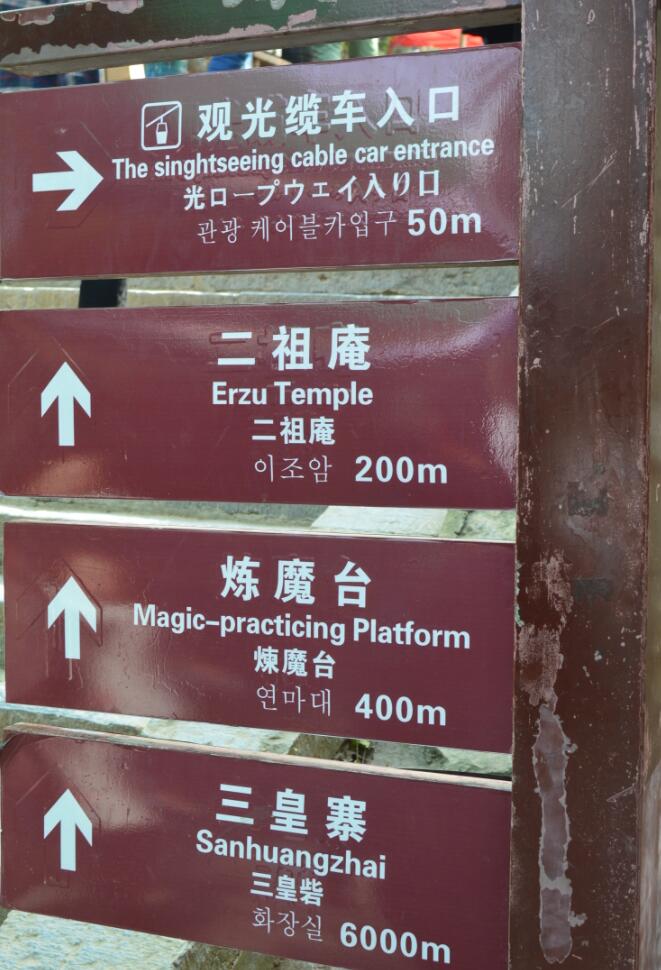 观光缆车入口
The singhtseeing cable car entrance
光ロープウェイ入り口
관광 케이블카입구 50m
二祖庵
Erzu Temple
二祖庵
이조암 200m
炼魔台
Magic-practicing Platform
煉魔台
연마대 400m
三皇寨
Sanhuangzhai
三皇砦
화장실 6000m